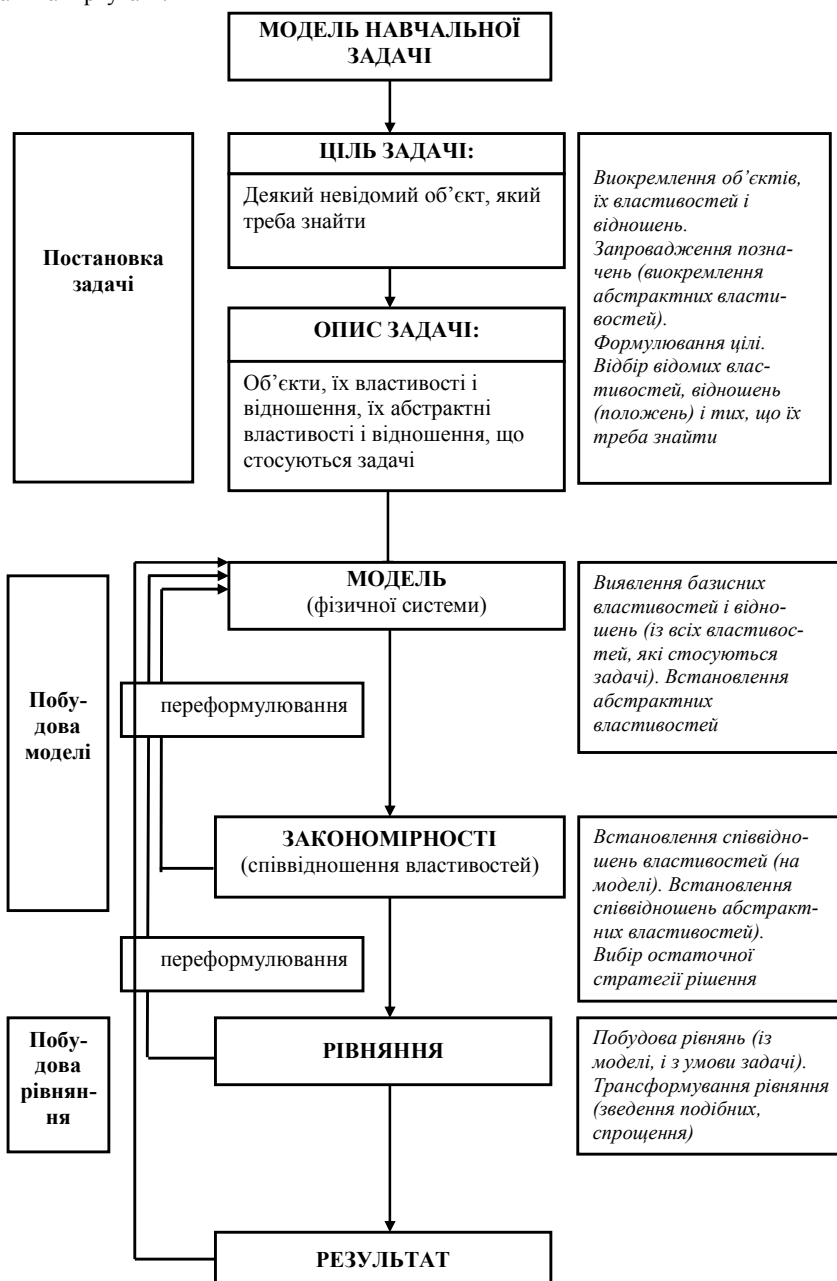 МОДЕЛЬ НАВЧАЛЬНОЇ
ЗАДАЧІ
Постановка
задачі
ЦІЛЬ ЗАДАЧІ:
Деякий невідомий об’єкт, який
треба знайти
ОПИС ЗАДАЧІ:
Об’єкти, їх властивості і
відношення, їх абстрактні
властивості і відношення, що
стосуються задачі
Виокремлення об’єктів,
їх властивостей і
відношень.
Запровадження позна-
чень (виокремлення
абстрактних власти-
востей).
Формулювання цілі.
Відбір відомих влас-
тивостей, відношень
(положень) і тих, що їх
треба знайти
Побу-
дова
моделі
МОДЕЛЬ
(фізичної системи)
Виявлення базисних
властивостей і відно-
шень (із всіх властивос-
тей, які стосуються
задачі). Встановлення
абстрактних
властивостей
переформулювання
ЗАКОНОМІРНОСТІ
(співвідношення властивостей)
Встановлення співвідно-
шень властивостей (на
моделі). Встановлення
співвідношень абстракт-
них властивостей).
Вибір остаточної
стратегії рішення
переформулювання
Побу-
дова
рівнян-
ня
РІВНЯННЯ
Побудова рівнянь (із
моделі, і з умови задачі).
Трансформування рівняння
(зведення подібних,
спрощення)
РЕЗУЛЬТАТ